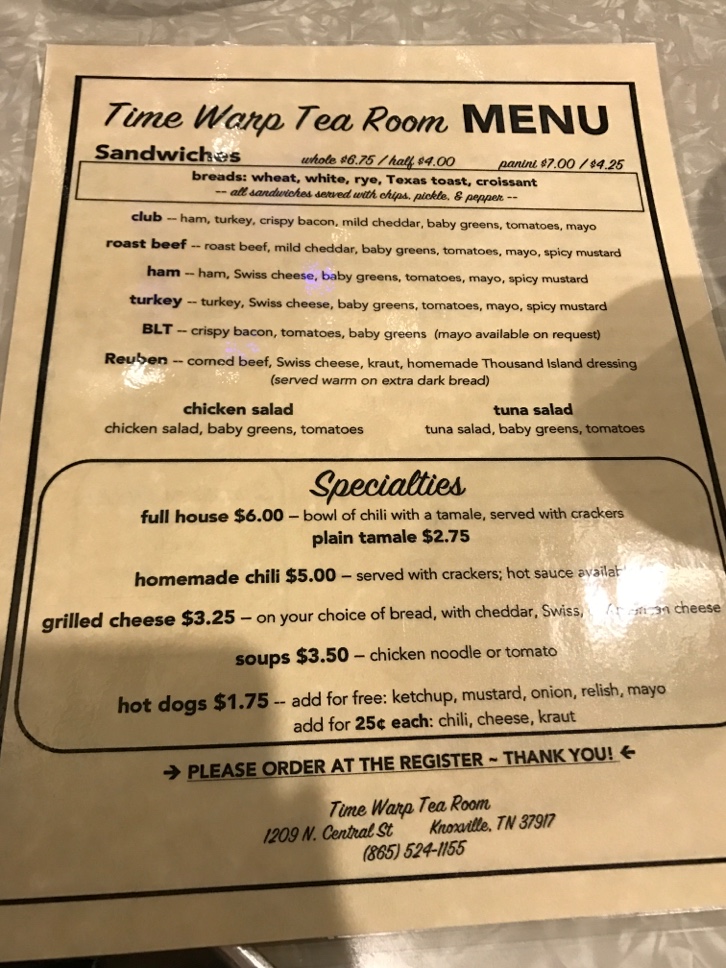 Time Warp Tea Room MENU
Sandwiches whole $6.75 / half $4.00 panini $7.00 / $4.25
breads: wheat, white, rye, Texas toast, croissant
-- all sandwiches served with chips, pickle, & pepper --
club -- ham, turkey, crispy bacon, mild cheddar, baby greens, tomatoes, mayo
roast beef -- roast beef, mild cheddar, baby greens, tomatoes, mayo, spicy mustard
ham -- ham, Swiss cheese, baby greens, tomatoes, mayo, spicy mustard
turkey -- turkey, Swiss cheese, baby greens, tomatoes, mayo, spicy mustard
BLT -- crispy bacon, tomatoes, baby greens (mayo available on request)
Reuben -- corned beef, Swiss cheese, kraut, homemade Thousand Island dressing
(served warm on extra dark bread)
chicken salad tuna salad
chicken salad, baby greens, tomatoes tuna salad, baby greens, tomatoes
Specialties
full house $6.00 – bowl of chili with a tamale, served with crackers
plain tamale $2.75
homemade chili $5.00 – served with crackers; hot sauce
grilled cheese $3.25 – on your choice of bread, with cheddar, Swiss, American cheese
soups $3.50 – chicken noodle or tomato
hot dogs $1.75 -- add for free: ketchup, mustard, onion, relish, mayo
add for 25¢ each: chili, cheese, kraut
→ PLEASE ORDER AT THE REGISTER ~ THANK YOU! ←
Time Warp Tea Room
1209 N. Central St Knoxville, TN 37917
(865) 524-1155